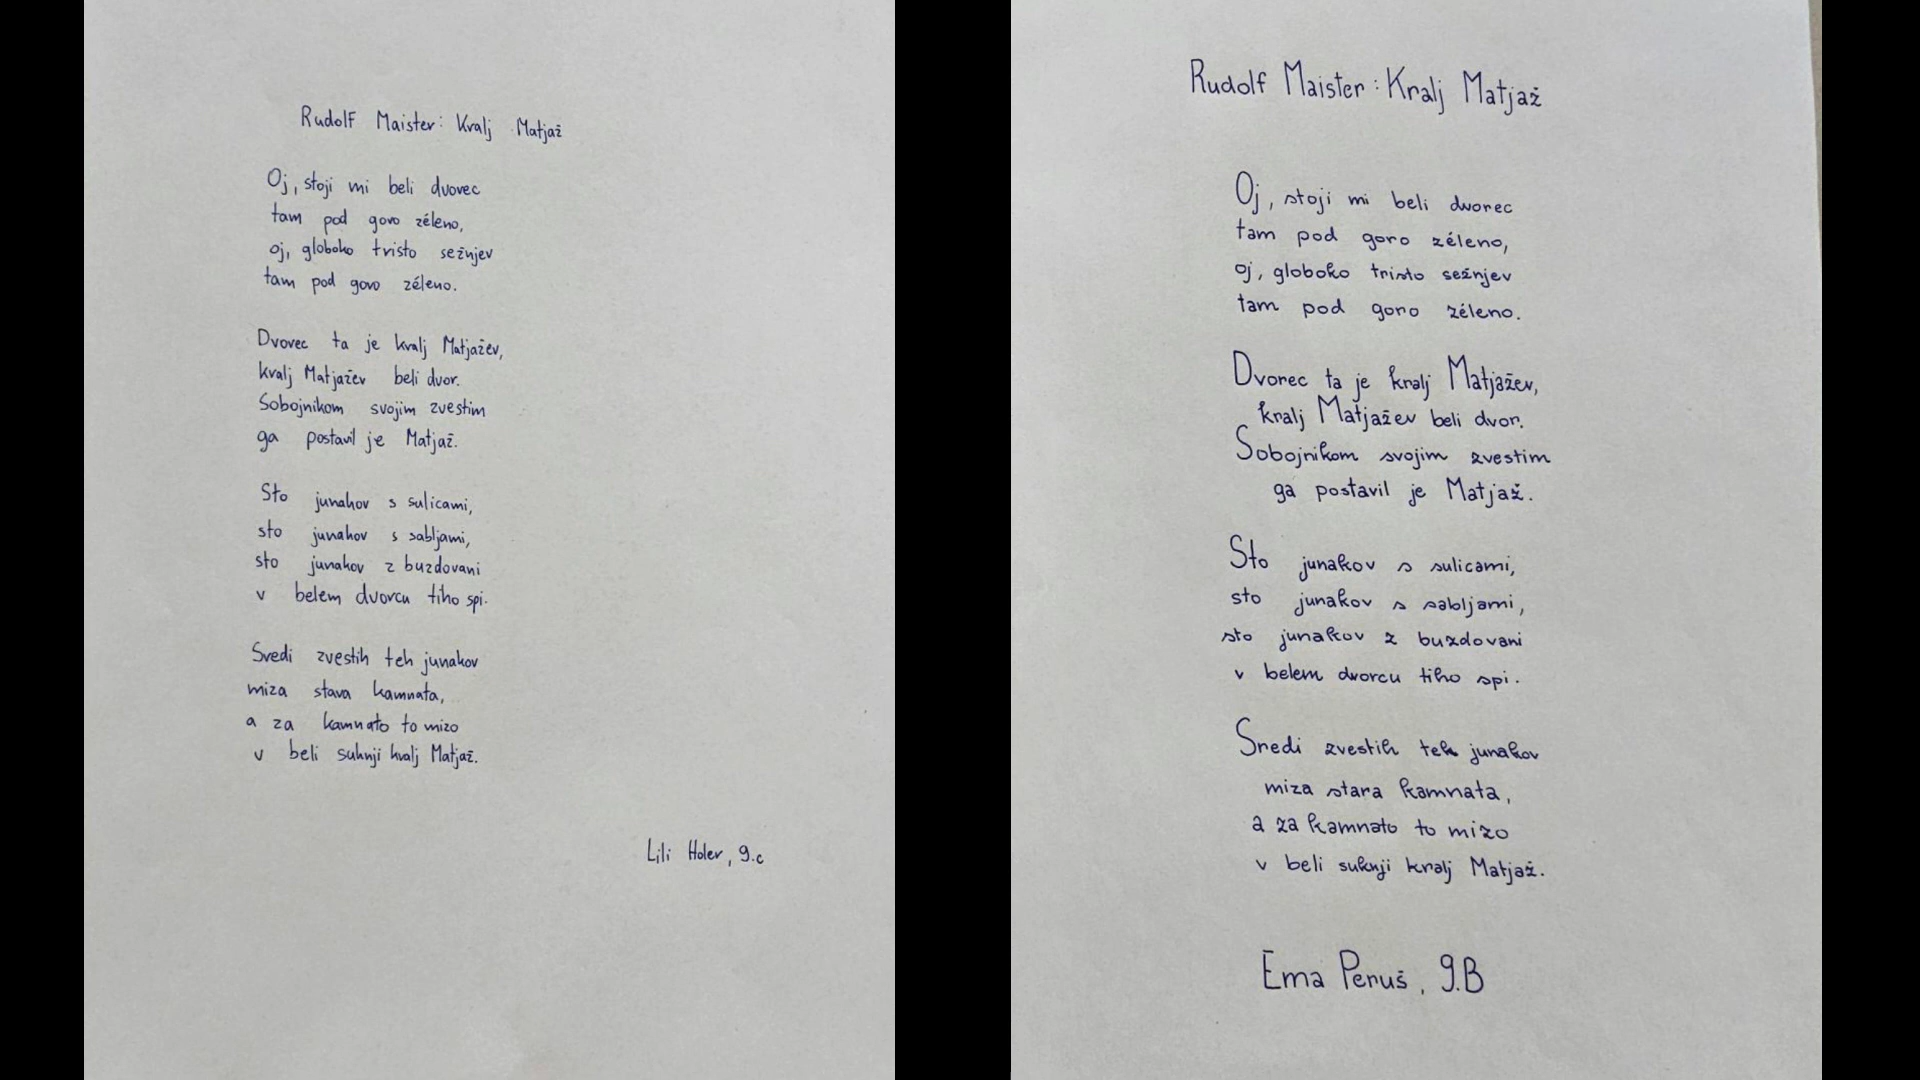 Rudolf Maister: Kralj Matjaž
Oj, stoji mi beli dvorec
tam pod goro zéleno,
oj, globoko tristo sežnjev
tam pod goro zéleno.
Dvorec ta je kralj Matjažev,
kralj Matjažev beli dvor.
Sobojnikom svojim zvestim
ga postavil je Matjaž.
Sto junakov s sulicami,
sto junakov s sabljami,
sto junakov z buzdovani
v belem dvorcu tiho spi.
Sredi zvestih teh junakov
miza stara kamnata,
a za kamnato to mizo
v beli suknji kralj Matjaž.
Lili Holer, 9.c
Rudolf Maister: Kralj Matjaž
Oj, stoji mi beli dvorec
tam pod goro zéleno,
oj, globoko tristo sežnjev
tam pod goro zéleno.
Dvorec ta je kralj Matjažev,
kralj Matjažev beli dvor.
Sobojnikom svojim zvestim
ga postavil je Matjaž.
Sto junakov s sulicami,
sto junakov s sabljami,
sto junakov z buzdovani
v belem dvorcu tiho spi.
Sredi zvestih teh junakov
miza stara kamnata,
a za kamnato to mizo
v beli suknji kralj Matjaž.
Ema Peruš, 9.B